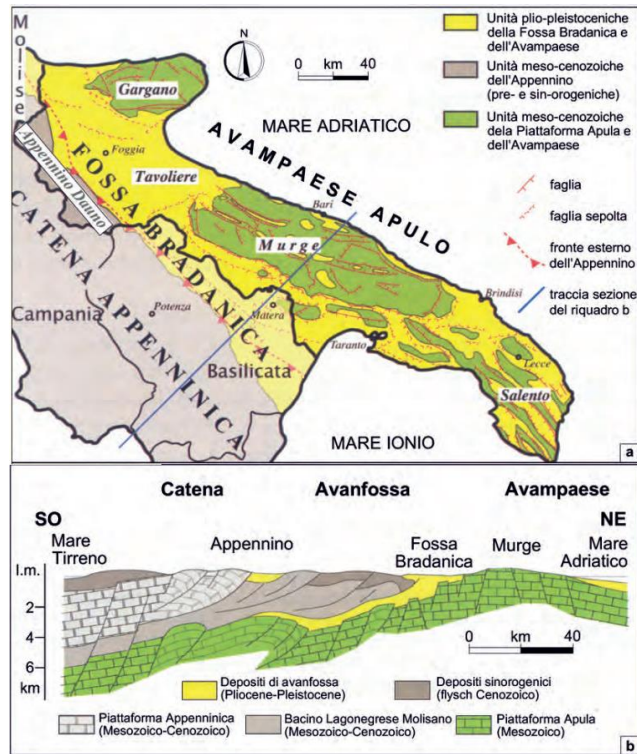 Molise
Gargano
N
0 km 40
Unità plio-pleistoceniche
della Fossa Bradanica e
dell'Avampaese
Unità meso-cenozoiche
dell'Appennino
(pre- e sin-orogeniche)
Unità meso-cenozoiche
dela Piattaforma Apula e
dell'Avampaese
MARE ADRIATICO
Foggia
Appennino Dauno
FOSSA BRADANICA
Tavoliere
AVAMPAESE APULO
Bari
Murge
CATENA APPENNINICA
faglia
faglia sepolta
fronte esterno
dell'Appennino
traccia sezione
del riquadro b
Brindisi
Campania
Potenza
Matera
Taranto
Lecce
Basilicata
Salento
MARE IONIO
a
Catena Avanfossa Avampaese
SO NE
Mare
Tirreno
Appennino
Fossa
Bradanica
Murge
Mare
Adriatico
l.m.
2
4
6
km
0 km 40
Depositi di avanfossa
(Pliocene-Pleistocene)
Depositi sinorogenici
(flysch Cenozoico)
Piattaforma Appenninica
(Mesozoico-Cenozoico)
Bacino Lagonegrese Molisano
(Mesozoico-Cenozoico)
Piattaforma Apula
(Mesozoico)
b